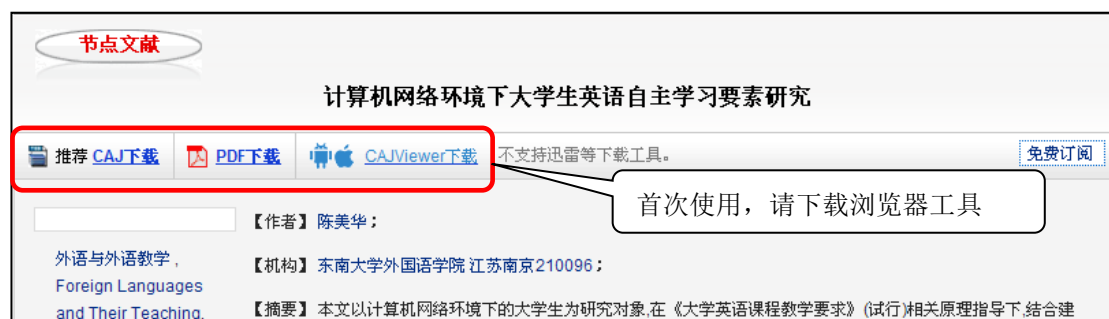 节点文献
计算机网络环境下大学生英语自主学习要素研究
推荐 CAJ下载 PDF下载 CAJViewer下载 不支持迅雷等下载工具。 免费订阅
首次使用，请下载浏览器工具
【作者】 陈美华；
外语与外语教学，
【机构】 东南大学外国语学院 江苏南京210096；
Foreign Languages
and Their Teaching,
【摘要】 本文以计算机网络环境下的大学生为研究对象,在《大学英语课程教学要求》(试行)相关原理指导下,结合建